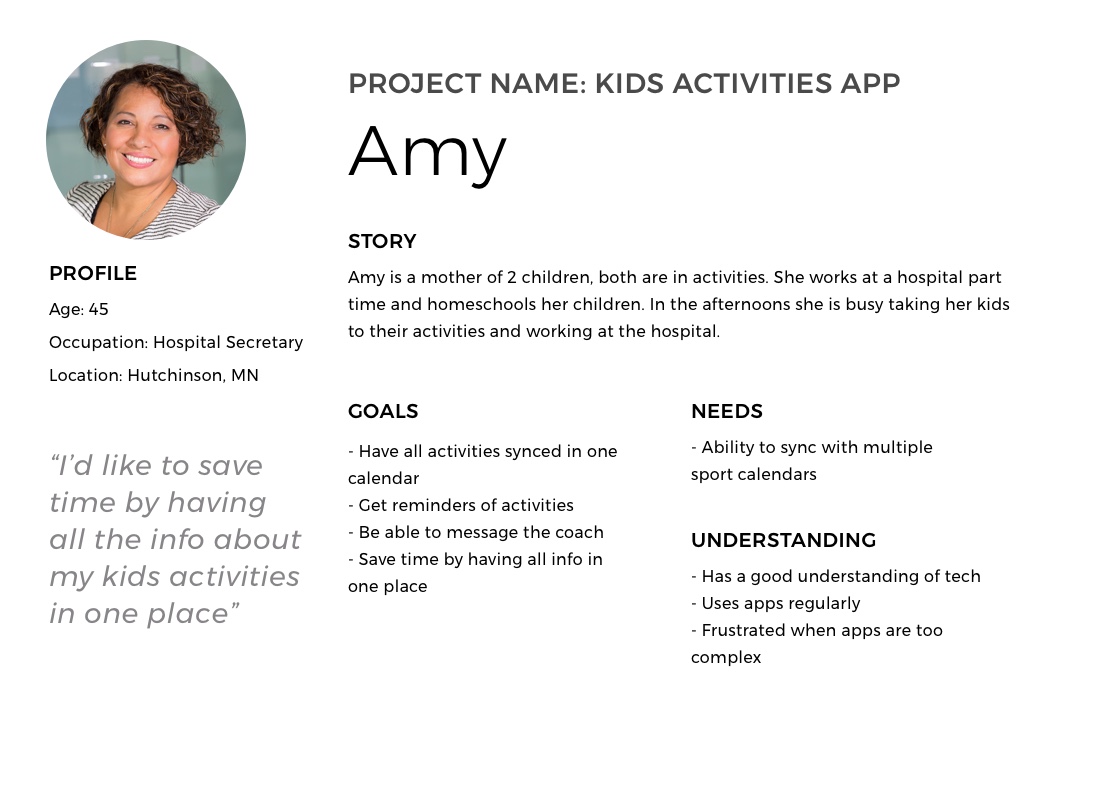 PROJECT NAME: KIDS ACTIVITIES APP
Amy
PROFILE
Age: 45
Occupation: Hospital Secretary
Location: Hutchinson, MN
“I’d like to save
time by having
all the info about
my kids activities
in one place”
STORY
Amy is a mother of 2 children, both are in activities. She works at a hospital part
time and homeschools her children. In the afternoons she is busy taking her kids
to their activities and working at the hospital.
GOALS
- Have all activities synced in one
calendar
- Get reminders of activities
- Be able to message the coach
- Save time by having all info in
one place
NEEDS
- Ability to sync with multiple
sport calendars
UNDERSTANDING
- Has a good understanding of tech
- Uses apps regularly
- Frustrated when apps are too
complex